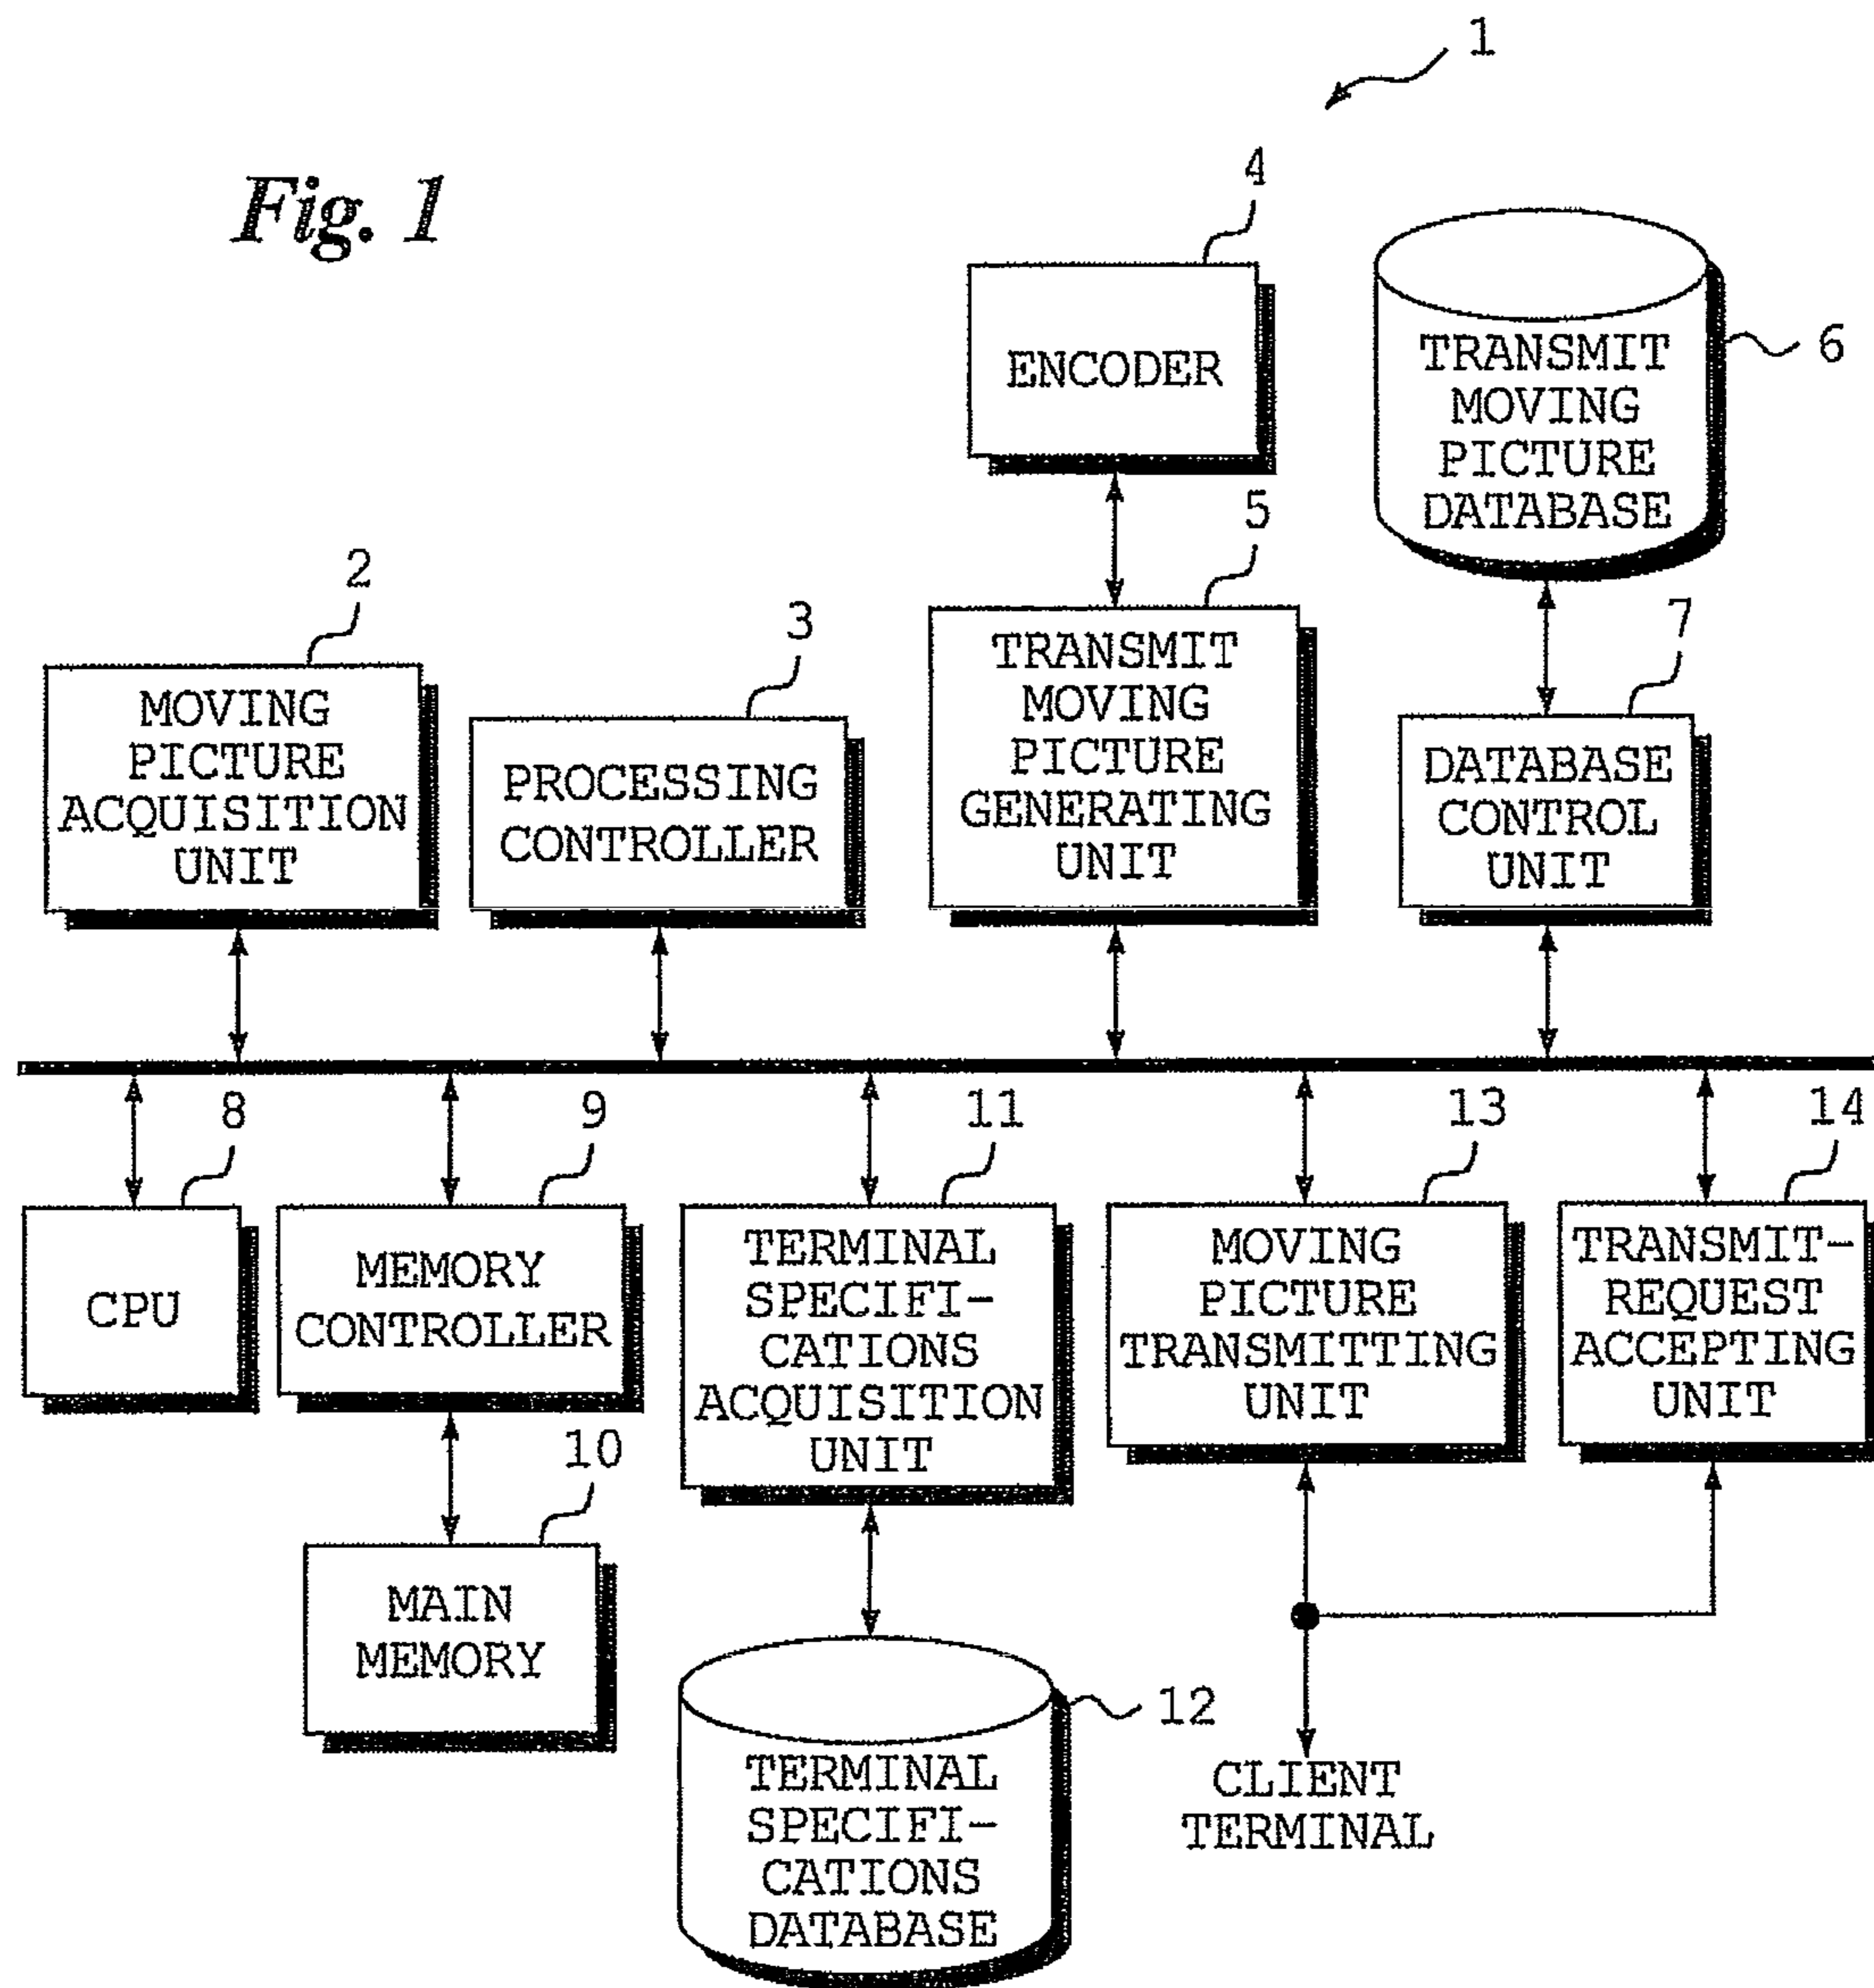 1
Fig. 1
4
ENCODER
TRANSMIT
MOVING
PICTURE
DATABASE
6
5
2
MOVING
PICTURE
ACQUISITION
UNIT
3
PROCESSING
CONTROLLER
TRANSMIT
MOVING
PICTURE
GENERATING
UNIT
7
DATABASE
CONTROL
UNIT
8
CPU
9
MEMORY
CONTROLLER
11
TERMINAL
SPECIFI-
CATIONS
ACQUISITION
UNIT
13
MOVING
PICTURE
TRANSMITTING
UNIT
14
TRANSMIT-
REQUEST
ACCEPTING
UNIT
10
MAIN
MEMORY
12
TERMINAL
SPECIFI-
CATIONS
DATABASE
CLIENT
TERMINAL